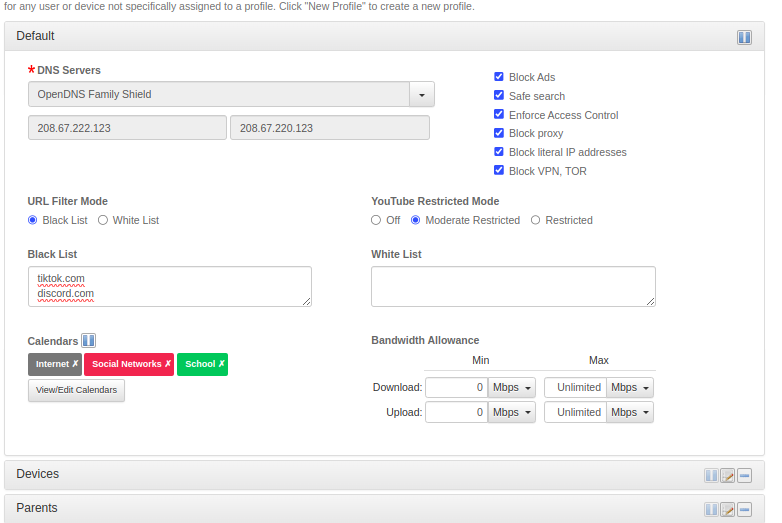 for any user or device not specifically assigned to a profile. Click "New Profile" to create a new profile.
Default
* DNS Servers
OpenDNS Family Shield
208.67.222.123 208.67.220.123
Block Ads
Safe search
Enforce Access Control
Block proxy
Block literal IP addresses
Block VPN, TOR
URL Filter Mode
Black List White List
YouTube Restricted Mode
Off Moderate Restricted Restricted
Black List
tiktok.com
discord.com
White List
Calendars
Internet ✗ Social Networks ✗ School ✗
View/Edit Calendars
Bandwidth Allowance
Min Max
Download: 0 Mbps Unlimited Mbps
Upload: 0 Mbps Unlimited Mbps
Devices
Parents